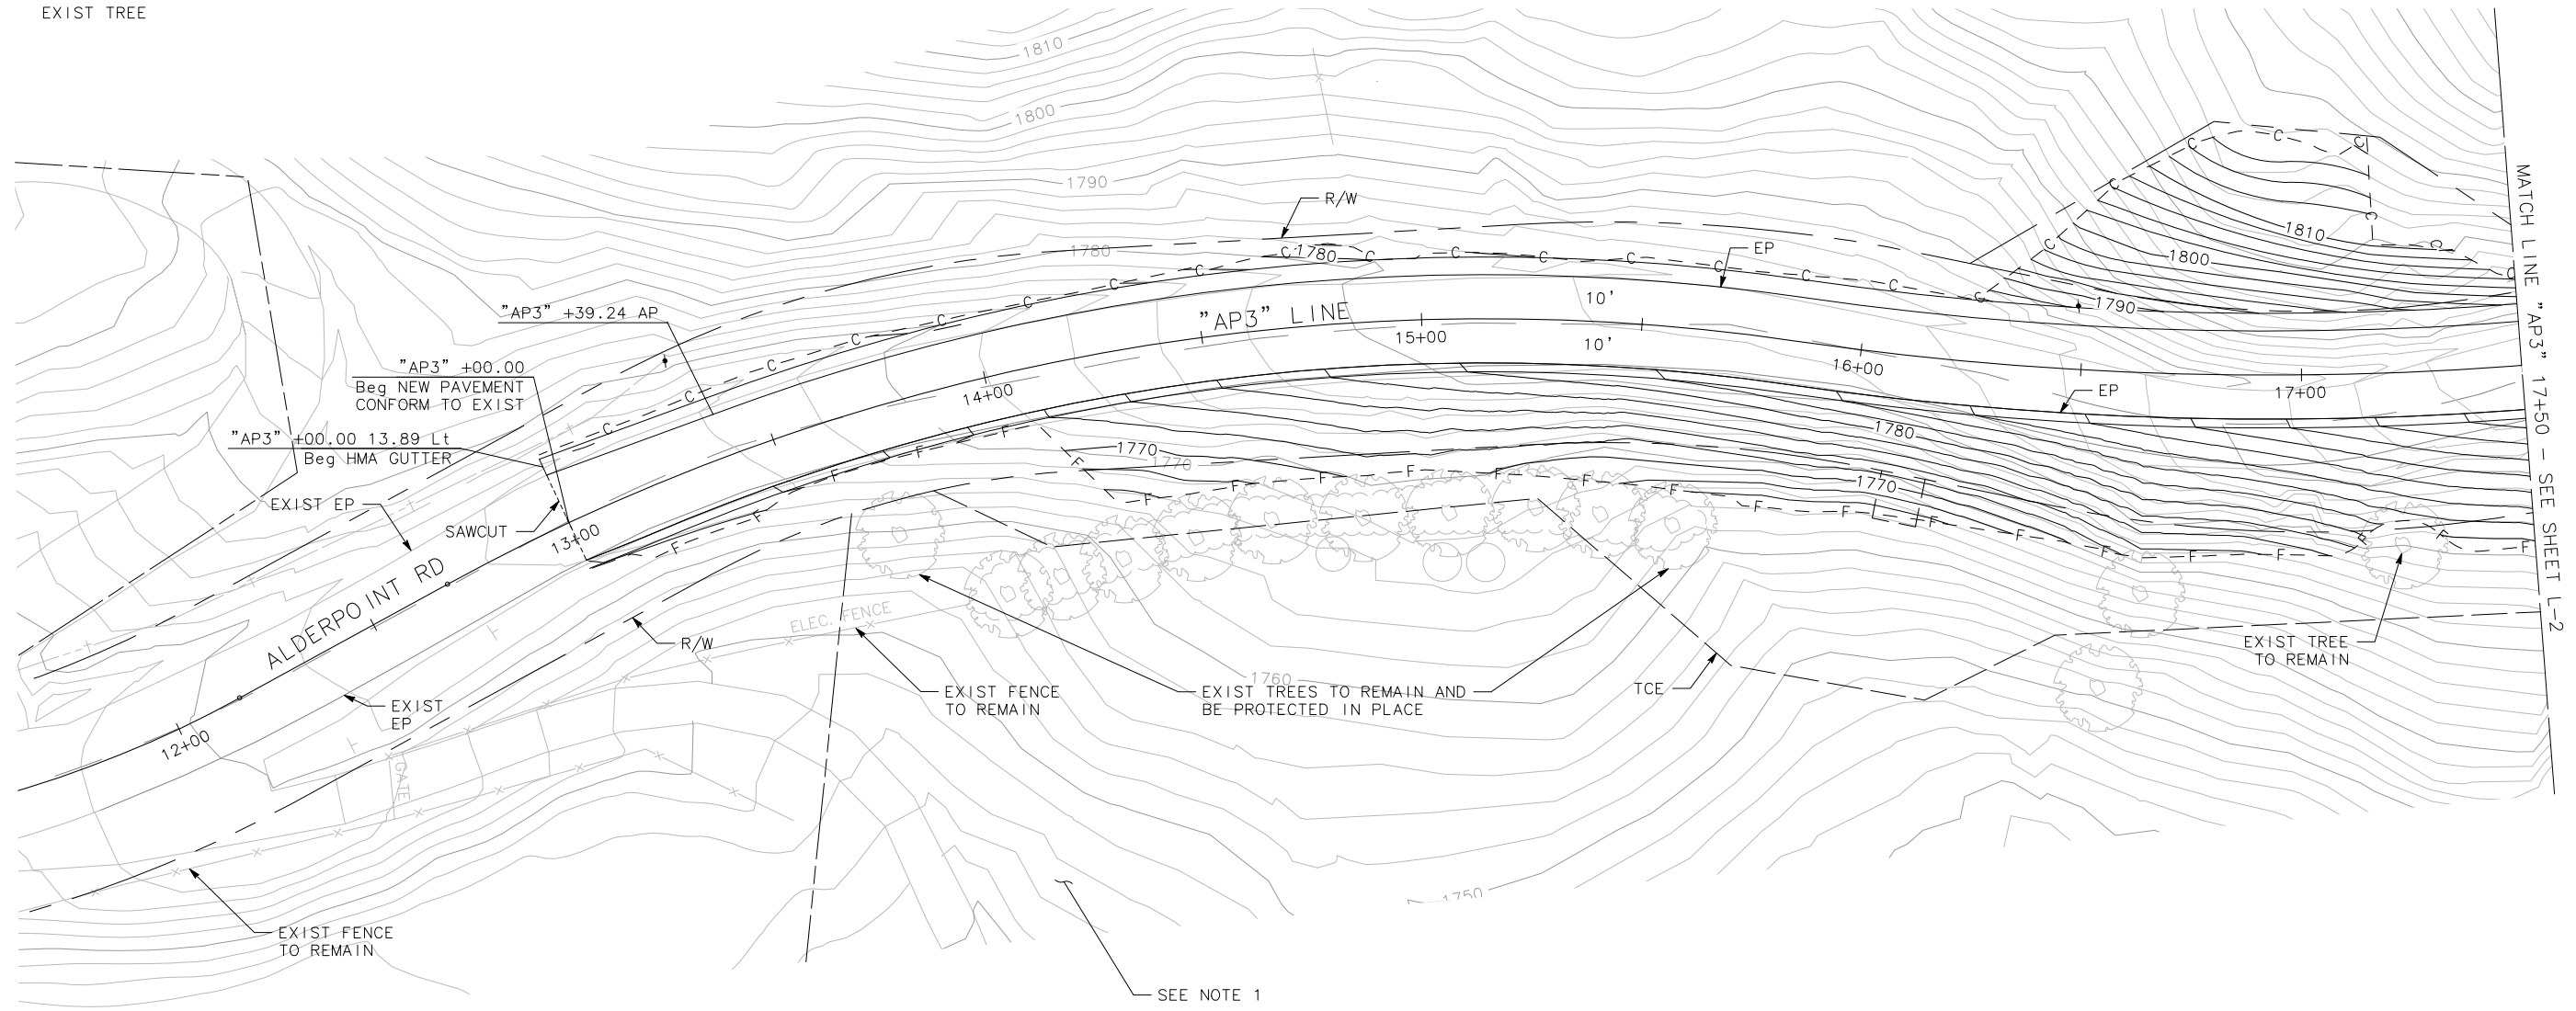 EXIST TREE
1810
1800
1790
1780
R/W
C
1780
EP
"AP3" +39.24 AP
"AP3" LINE
10'
10'
15+00
14+00
16+00
17+00
EP
1810
1800
1790
MATCH LINE "AP3" 17+50 - SEE SHEET L-2
"AP3" +00.00
Beg NEW PAVEMENT
CONFORM TO EXIST
"AP3" +00.00 13.89 Lt
Beg HMA GUTTER
EXIST EP
SAWCUT
13+00
F
1770
1770
1780
1770
ALDERPOINT RD
12+00
EXIST
EP
GATE
R/W
ELEC. FENCE
EXIST FENCE
TO REMAIN
EXIST TREES TO REMAIN AND
BE PROTECTED IN PLACE
1760
TCE
EXIST TREE
TO REMAIN
1750
EXIST FENCE
TO REMAIN
SEE NOTE 1